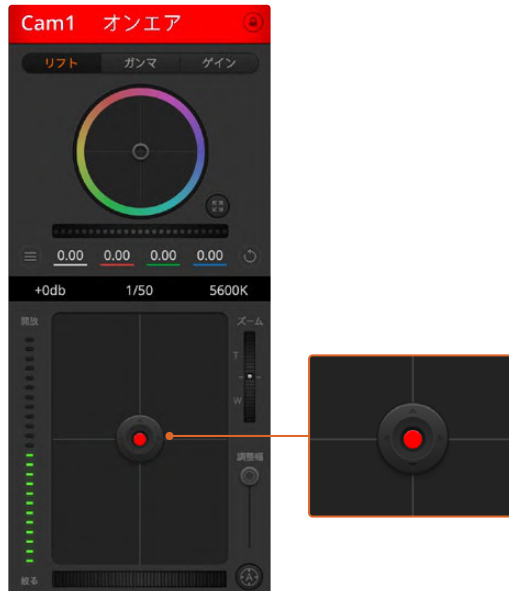 Cam1 オンエア
リフト ガンマ ゲイン
0.00 0.00 0.00 0.00
+0db 1/50 5600K
開放 ズーム
T
W
調整幅
絞る A